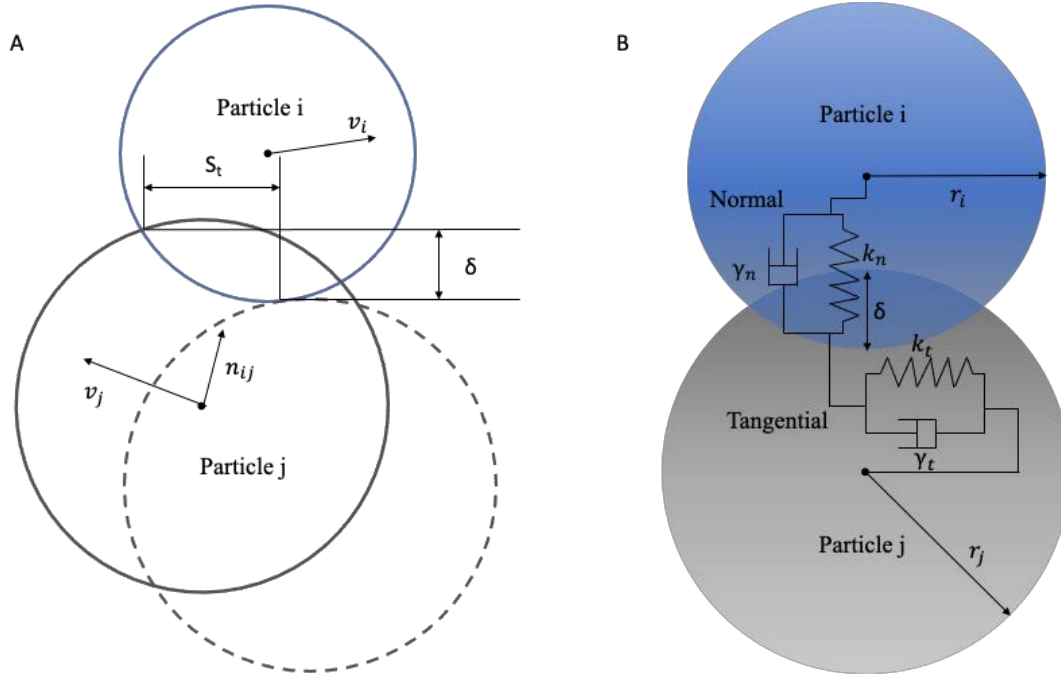 A
Particle i
v_i
S_t
δ
n_ij
v_j
Particle j
B
Particle i
r_i
Normal
γ_n
k_n
δ
k_t
Tangential
γ_t
Particle j
r_j